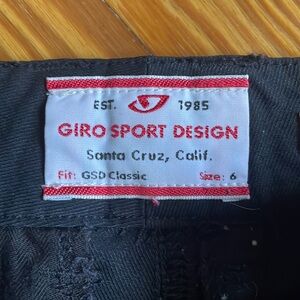 EST. 1985
GIRO SPORT DESIGN
Santa Cruz, Calif.
Fit: GSD Classic Size: 6